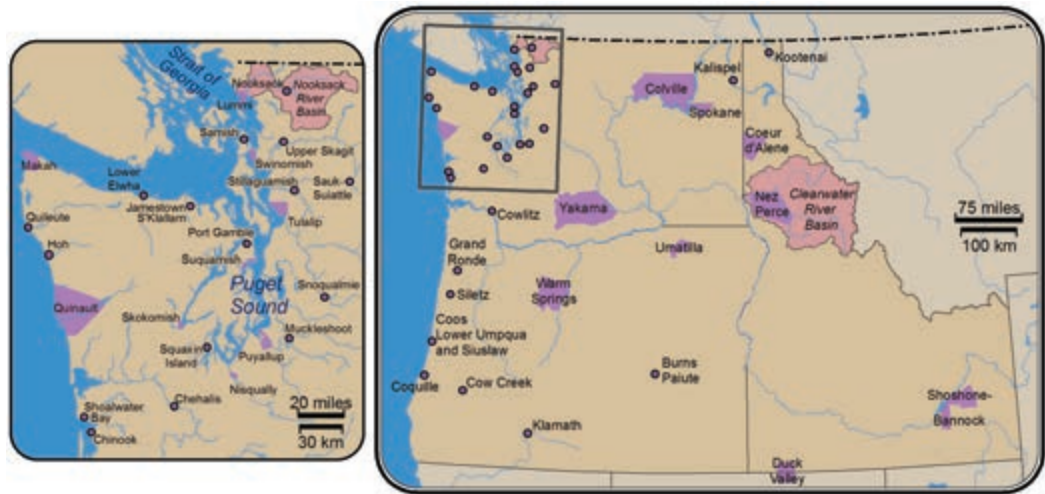 Strait of
Georgia
Nooksack
Nooksack
River
Basin
Lummi
Samish
Upper Skagit
Swinomish
Makah
Lower
Elwha
Stillaguamish
Sauk-
Suiattle
Jamestown
S'Klallam
Tulalip
Quileute
Port Gamble
Hoh
Suquamish
Puget
Sound
Snoqualmie
Quinault
Skokomish
Muckleshoot
Squaxin
Island
Puyallup
Nisqually
Chehalis
Shoalwater
Bay
Chinook
20 miles
30 km
Kootenai
Kalispel
Colville
Spokane
Coeur
d'Alene
Nez
Perce
Clearwater
River
Basin
75 miles
100 km
Yakama
Cowlitz
Umatilla
Grand
Ronde
Siletz
Warm
Springs
Coos
Lower Umpqua
and Siuslaw
Coquille
Cow Creek
Burns
Paiute
Klamath
Shoshone-
Bannock
Duck
Valley